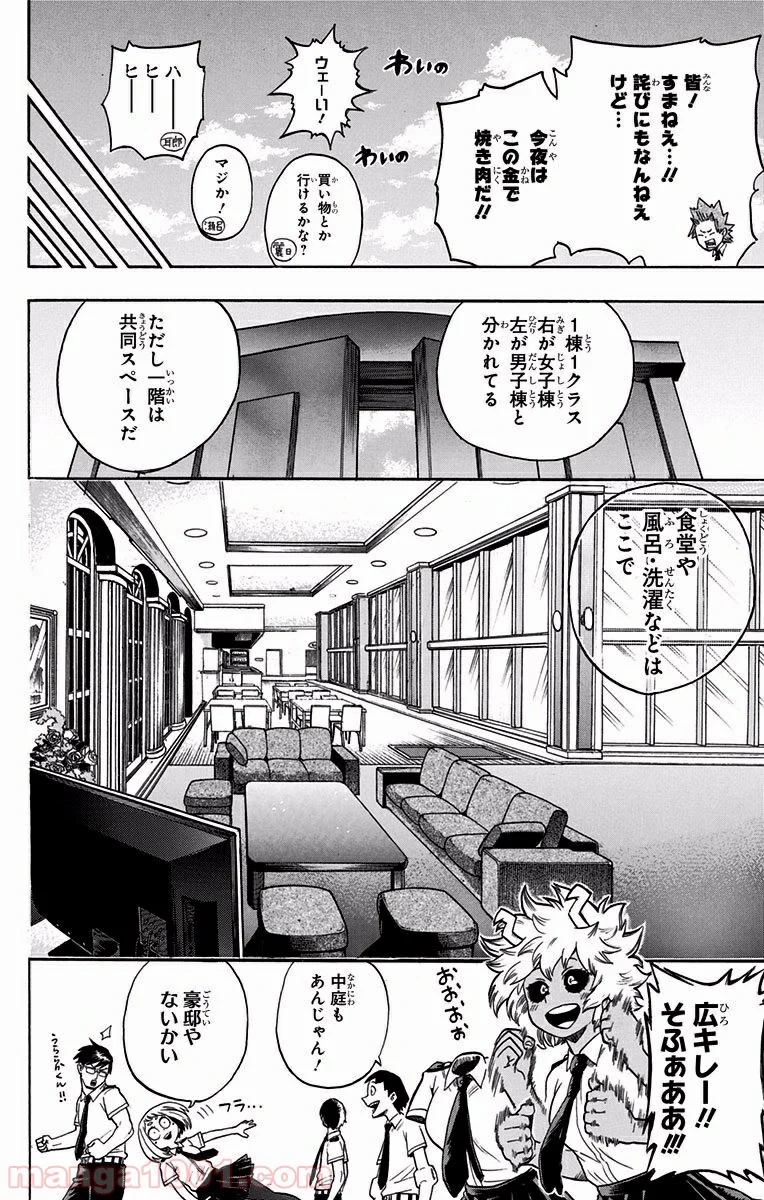 皆！
すまねえ…!!
詫びにもなんねえ
けど…
今夜は
この金で
焼き肉だ!!
わいの
わいの
ウェーい！
買い物とか
行けるかな？
葉隠
マジか！
瀬呂
ハーー
ヒーー
ヒーー
耳郎
1棟1クラス
右が女子棟
左が男子棟と
分かれてる
ただし一階は
共同スペースだ
食堂や
風呂・洗濯などは
ここで
広キレー!!
そふぁああ!!!
おおおお
中庭も
あんじゃん！
豪邸や
ないかい
フラ…
うららかくん!!
manga1001.com